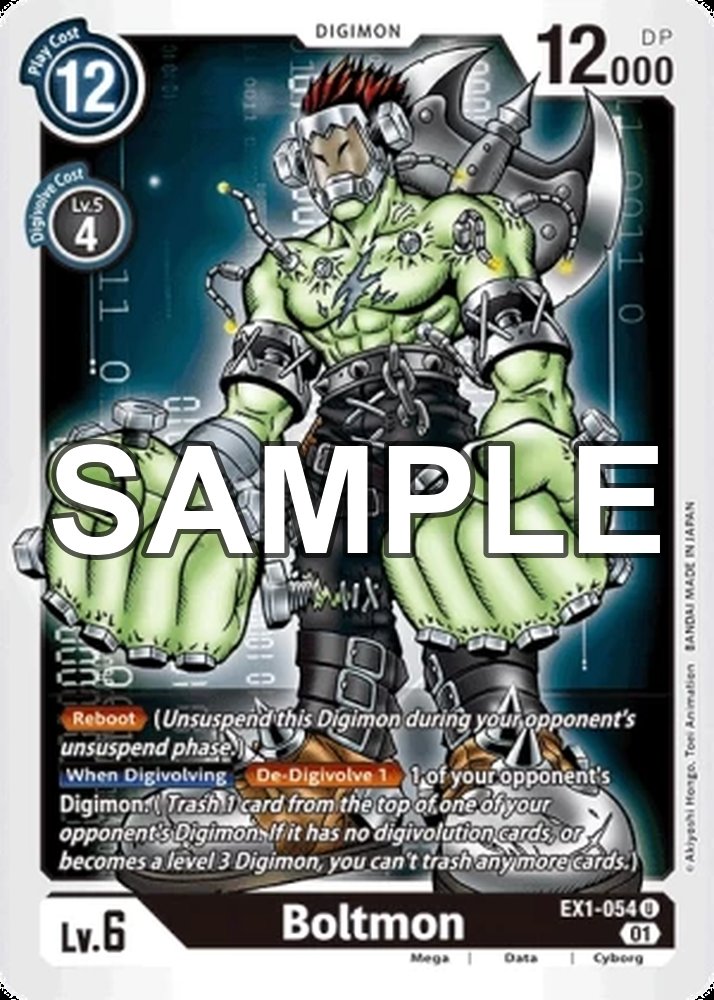 DIGIMON
Play Cost
12
DP
12000
Digivolve Cost
Lv.5
4
SAMPLE
Reboot (Unsuspend this Digimon during your opponent's
unsuspend phase.)
When Digivolving De-Digivolve 1 1 of your opponent's
Digimon. (Trash 1 card from the top of one of your
opponent's Digimon. If it has no digivolution cards, or
becomes a level 3 Digimon, you can't trash any more cards.)
© Akiyoshi Hongo, Toei Animation BANDAI MADE IN JAPAN
Lv.6
Boltmon
EX1-054 U
01
Mega | Data | Cyborg